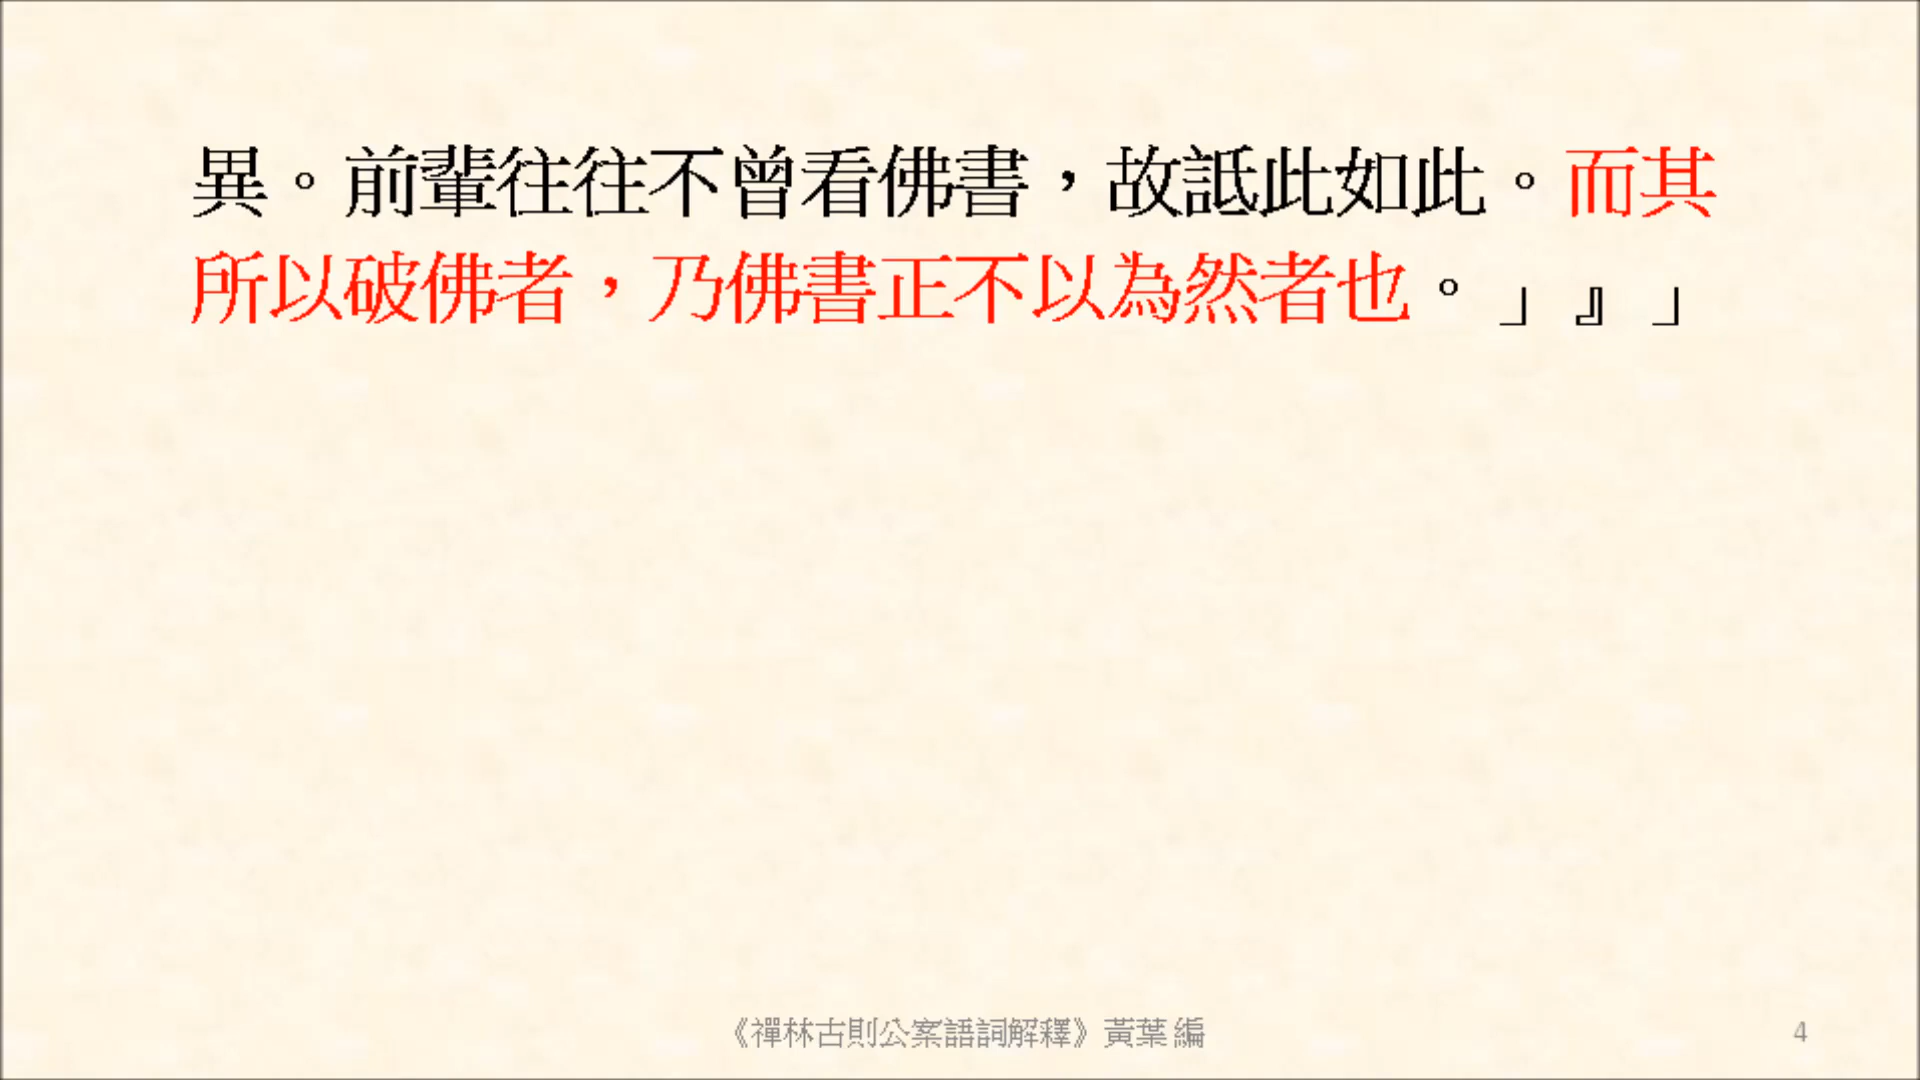 異。前輩往往不曾看佛書，故詆此如此。而其
所以破佛者，乃佛書正不以為然者也。」』」
《禪林古則公案語詞解釋》黃葉 編
4